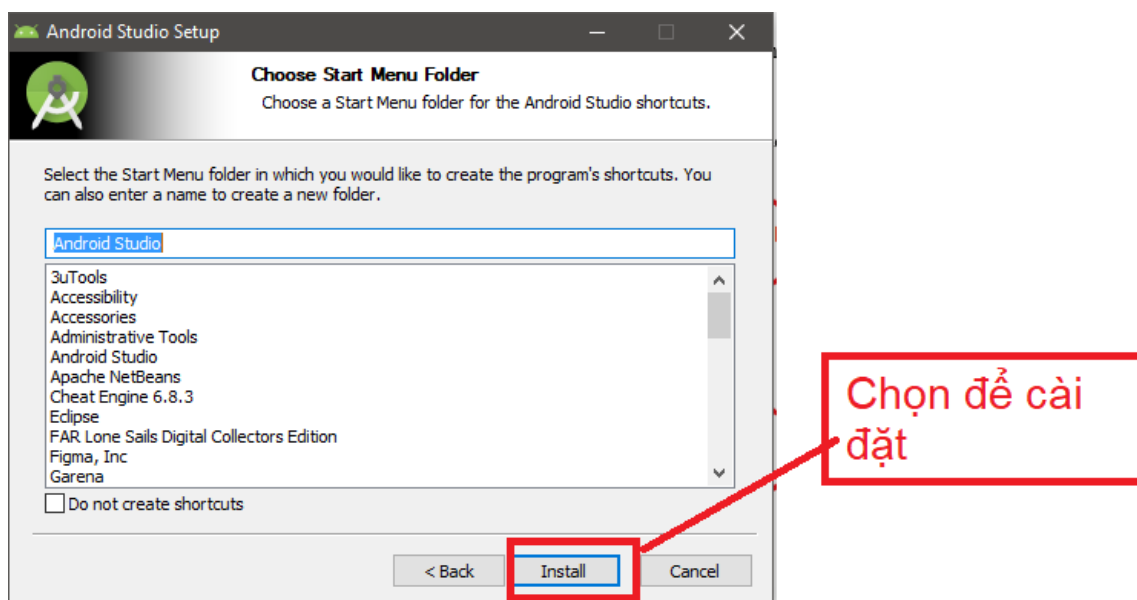 Android Studio Setup
Choose Start Menu Folder
Choose a Start Menu folder for the Android Studio shortcuts.
Select the Start Menu folder in which you would like to create the program's shortcuts. You
can also enter a name to create a new folder.
Android Studio
3uTools
Accessibility
Accessories
Administrative Tools
Android Studio
Apache NetBeans
Cheat Engine 6.8.3
Eclipse
FAR Lone Sails Digital Collectors Edition
Figma, Inc
Garena
Do not create shortcuts
< Back
Install
Cancel
Chọn để cài
đặt